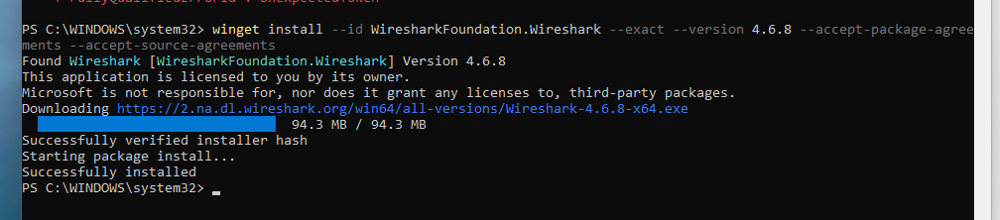 PS C:\WINDOWS\system32> winget install --id WiresharkFoundation.Wireshark --exact --version 4.6.8 --accept-package-agree
ments --accept-source-agreements
Found Wireshark [WiresharkFoundation.Wireshark] Version 4.6.8
This application is licensed to you by its owner.
Microsoft is not responsible for, nor does it grant any licenses to, third-party packages.
Downloading https://2.na.dl.wireshark.org/win64/all-versions/Wireshark-4.6.8-x64.exe
94.3 MB / 94.3 MB
Successfully verified installer hash
Starting package install...
Successfully installed
PS C:\WINDOWS\system32>